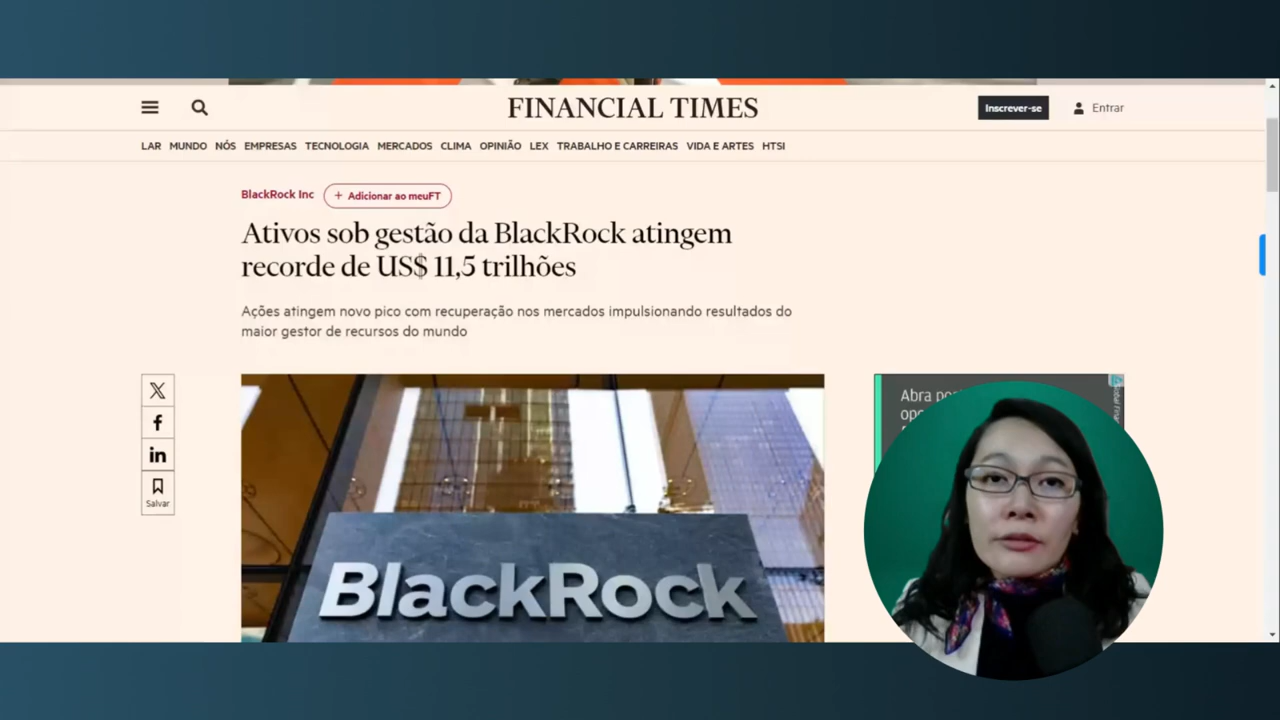 FINANCIAL TIMES
Inscrever-se
Entrar
LAR MUNDO NÓS EMPRESAS TECNOLOGIA MERCADOS CLIMA OPINIÃO LEX TRABALHO E CARREIRAS VIDA E ARTES HTSI
BlackRock Inc
+ Adicionar ao meuFT
Ativos sob gestão da BlackRock atingem
recorde de US$ 11,5 trilhões
Ações atingem novo pico com recuperação nos mercados impulsionando resultados do
maior gestor de recursos do mundo
X
f
in
Salvar
Abra
BlackRock